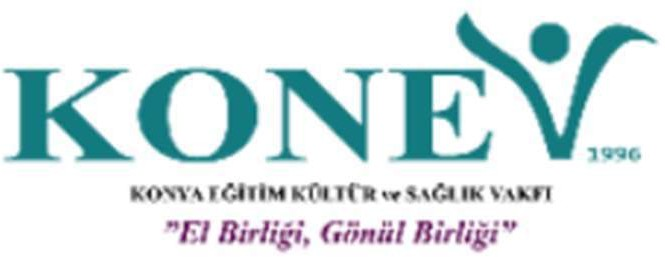 KONEV
1996
KONYA EĞİTİM KÜLTÜR ve SAĞLIK VAKFI
"El Birliği, Gönül Birliği"